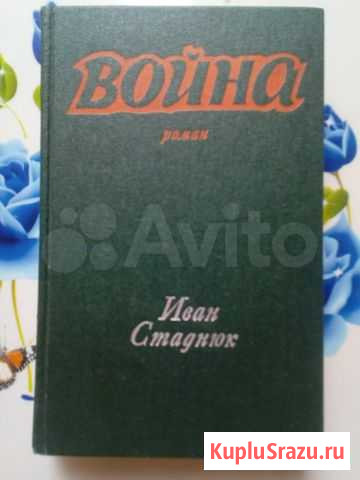 ВОЙНА
роман
Avito
Иван
Стаднюк
KupluSrazu.ru